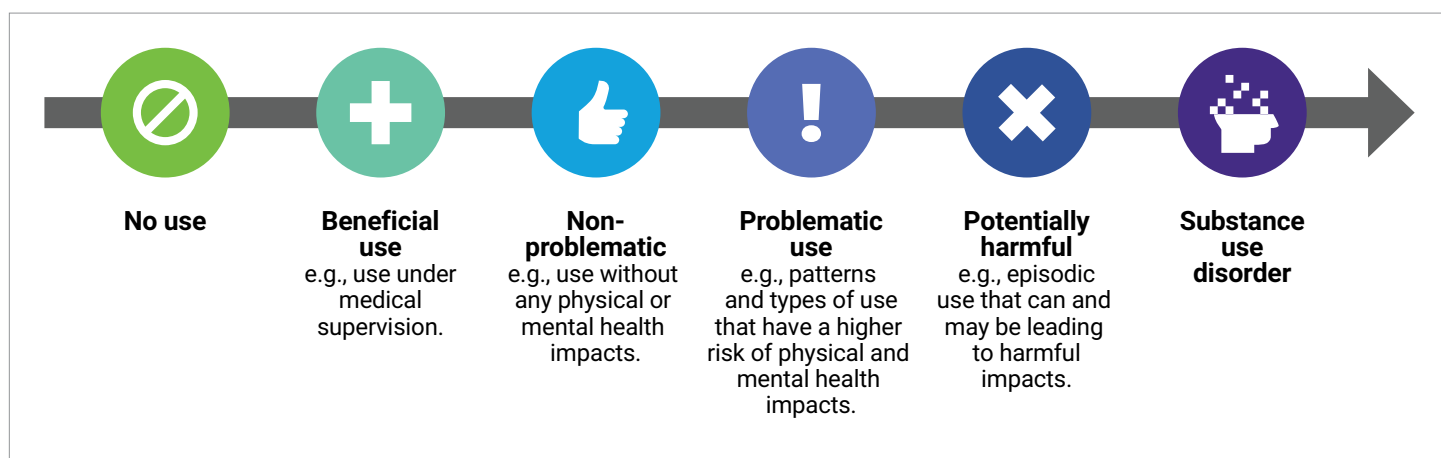 No use
Beneficial
use
e.g., use under
medical
supervision.
Non-
problematic
e.g., use without
any physical or
mental health
impacts.
Problematic
use
e.g., patterns
and types of use
that have a higher
risk of physical and
mental health
impacts.
Potentially
harmful
e.g., episodic
use that can and
may be leading
to harmful
impacts.
Substance
use
disorder